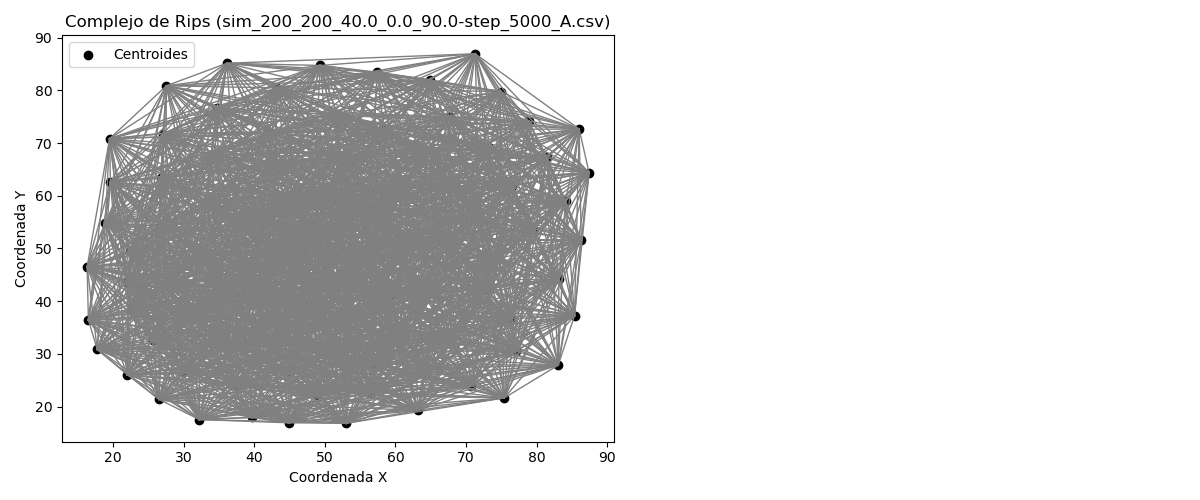 Complejo de Rips (sim_200_200_40.0_0.0_90.0-step_5000_A.csv)
Centroides
Coordenada Y
90
80
70
60
50
40
30
20
20 30 40 50 60 70 80 90
Coordenada X